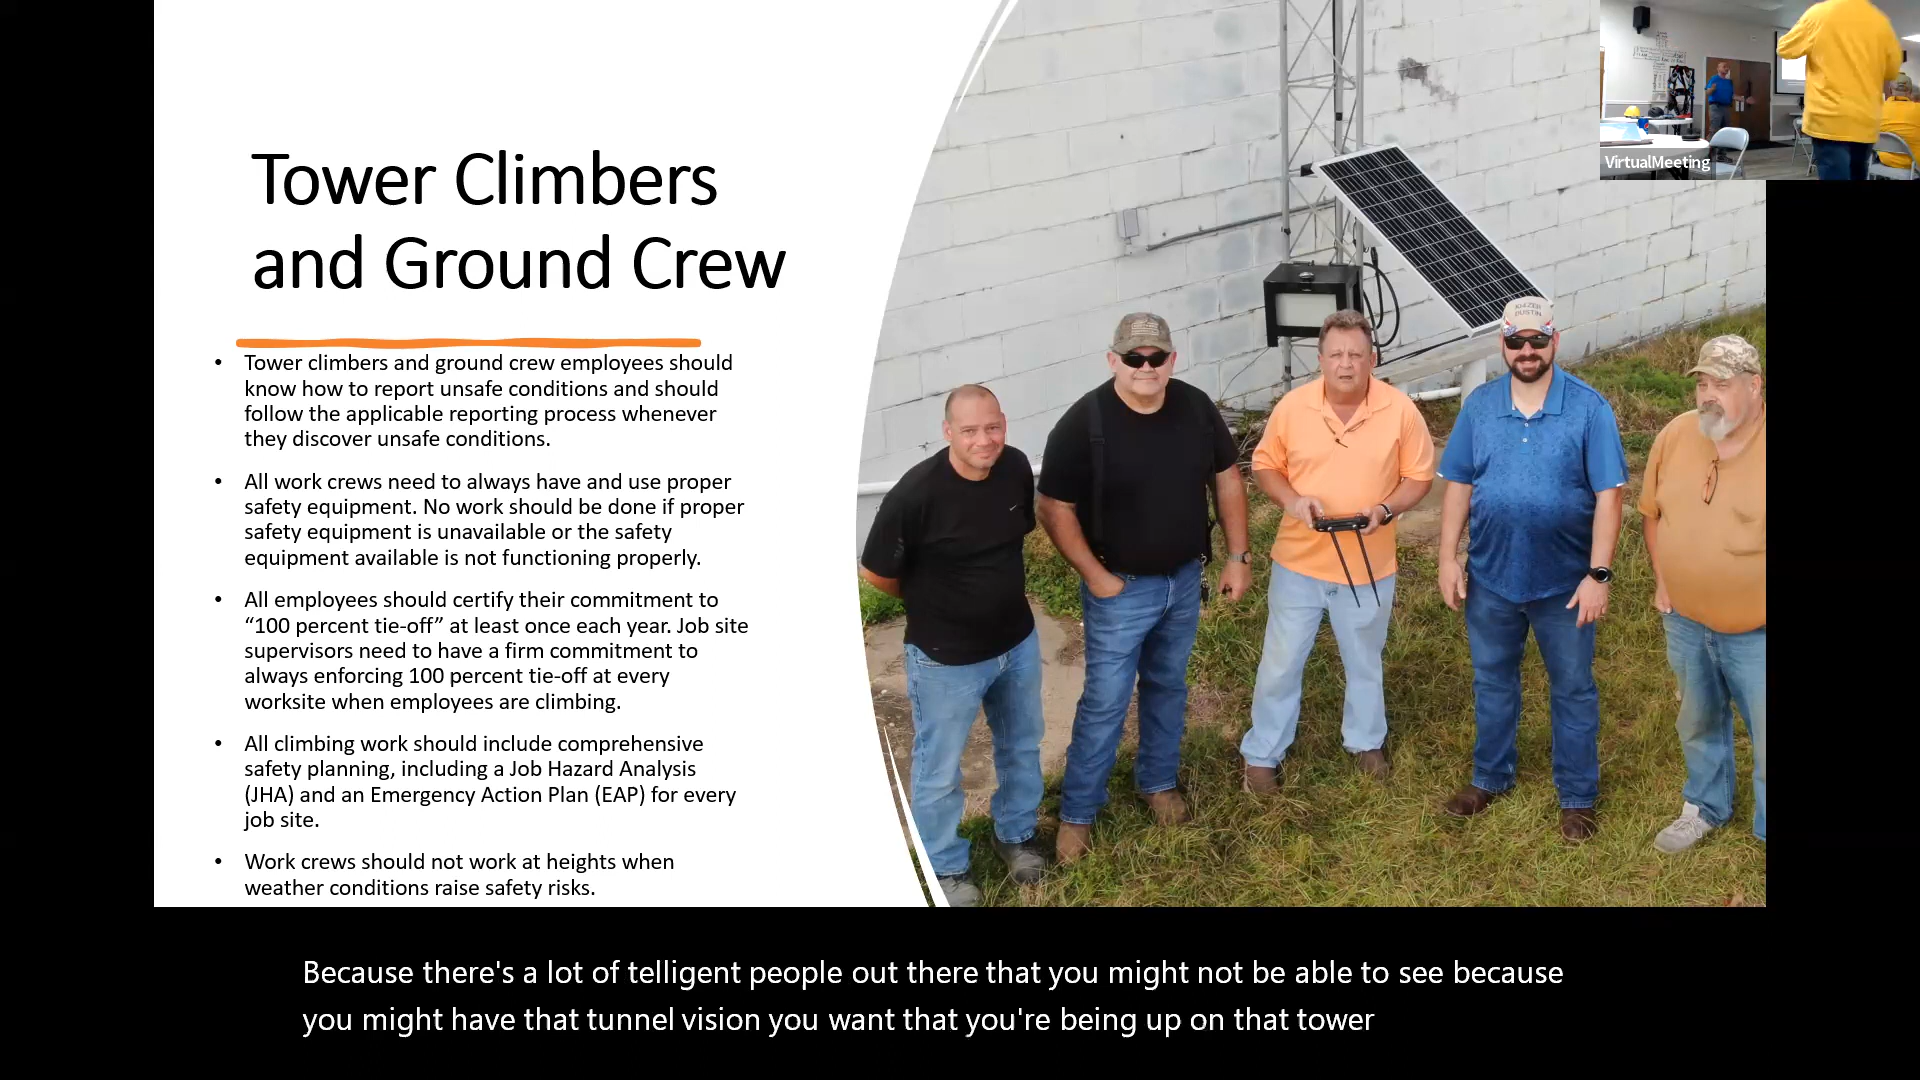 Tower Climbers
and Ground Crew
• Tower climbers and ground crew employees should
know how to report unsafe conditions and should
follow the applicable reporting process whenever
they discover unsafe conditions.
• All work crews need to always have and use proper
safety equipment. No work should be done if proper
safety equipment is unavailable or the safety
equipment available is not functioning properly.
• All employees should certify their commitment to
“100 percent tie-off” at least once each year. Job site
supervisors need to have a firm commitment to
always enforcing 100 percent tie-off at every
worksite when employees are climbing.
• All climbing work should include comprehensive
safety planning, including a Job Hazard Analysis
(JHA) and an Emergency Action Plan (EAP) for every
job site.
• Work crews should not work at heights when
weather conditions raise safety risks.
VirtualMeeting
Because there's a lot of telligent people out there that you might not be able to see because
you might have that tunnel vision you want that you're being up on that tower